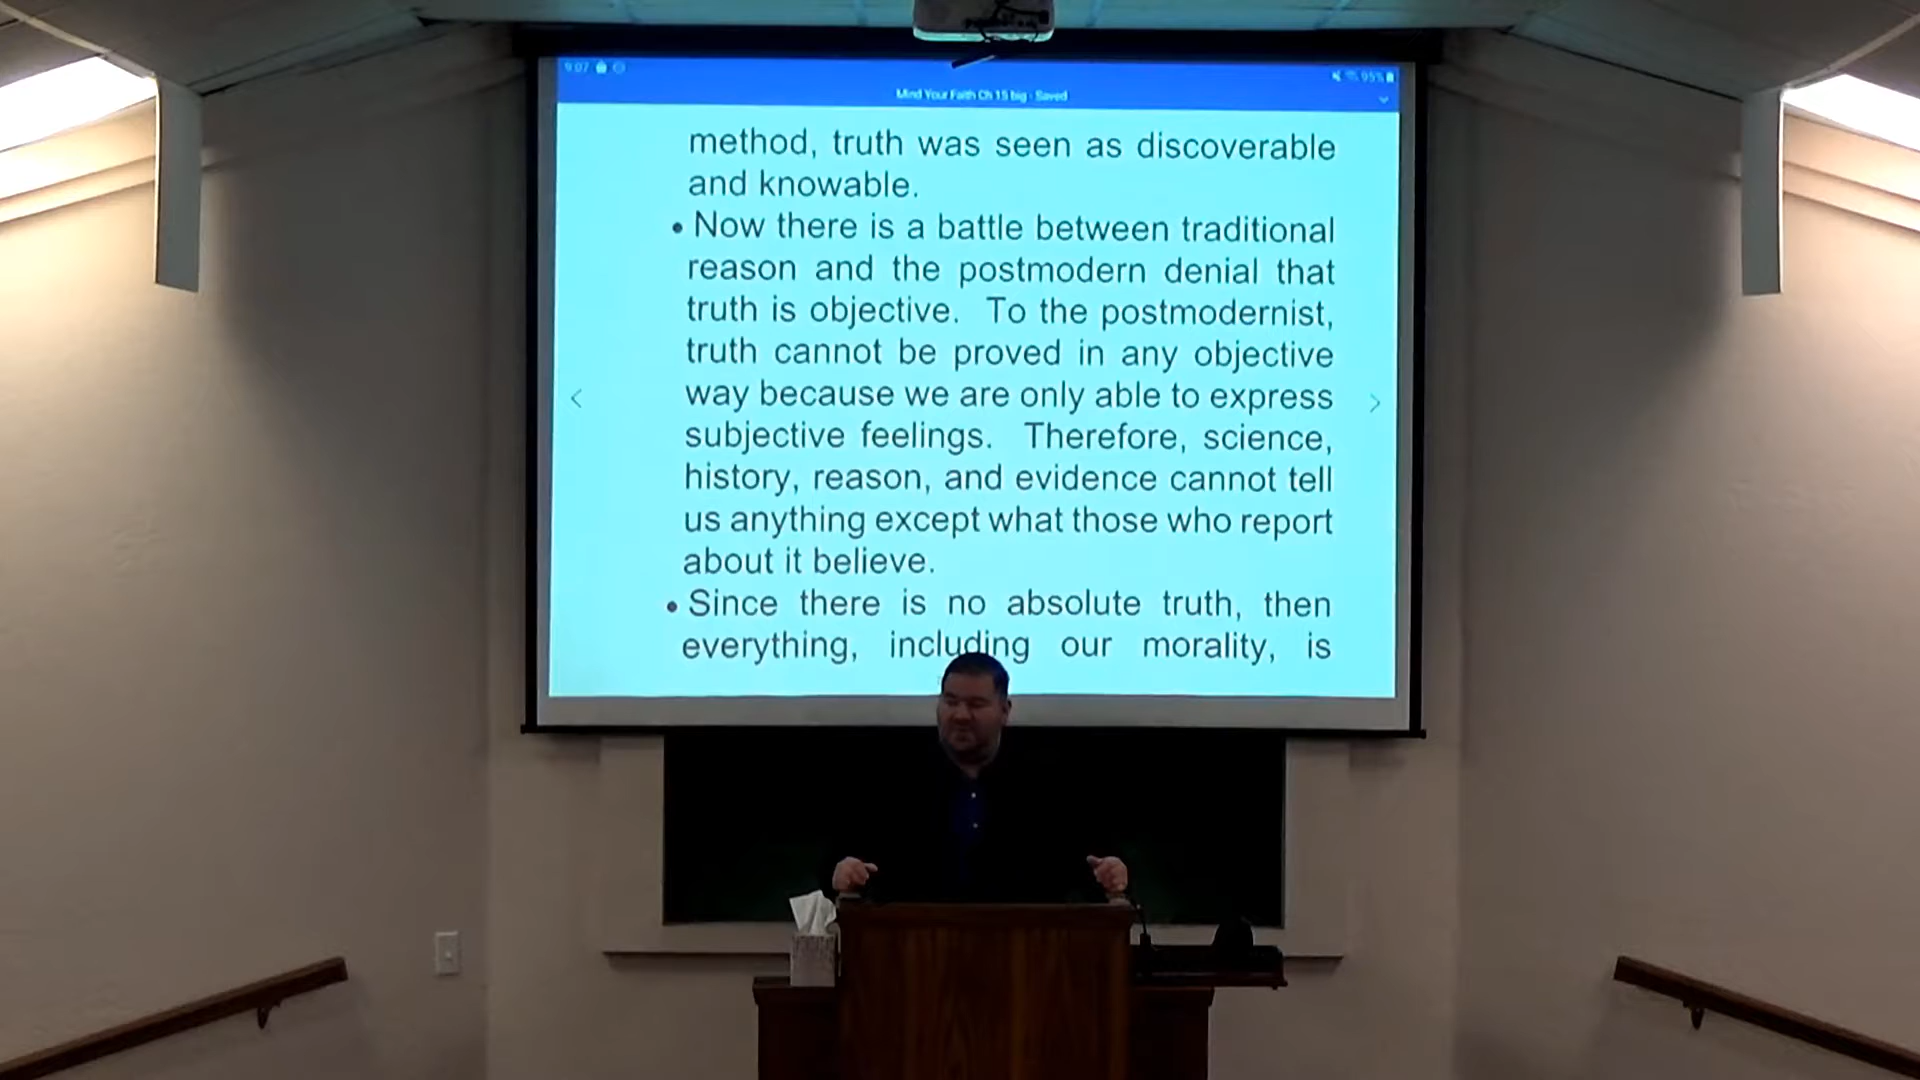 9:07
95%
Mind Your Faith Ch 15 big - Saved
method, truth was seen as discoverable
and knowable.
• Now there is a battle between traditional
reason and the postmodern denial that
truth is objective. To the postmodernist,
truth cannot be proved in any objective
way because we are only able to express
subjective feelings. Therefore, science,
history, reason, and evidence cannot tell
us anything except what those who report
about it believe.
• Since there is no absolute truth, then
everything, including our morality, is